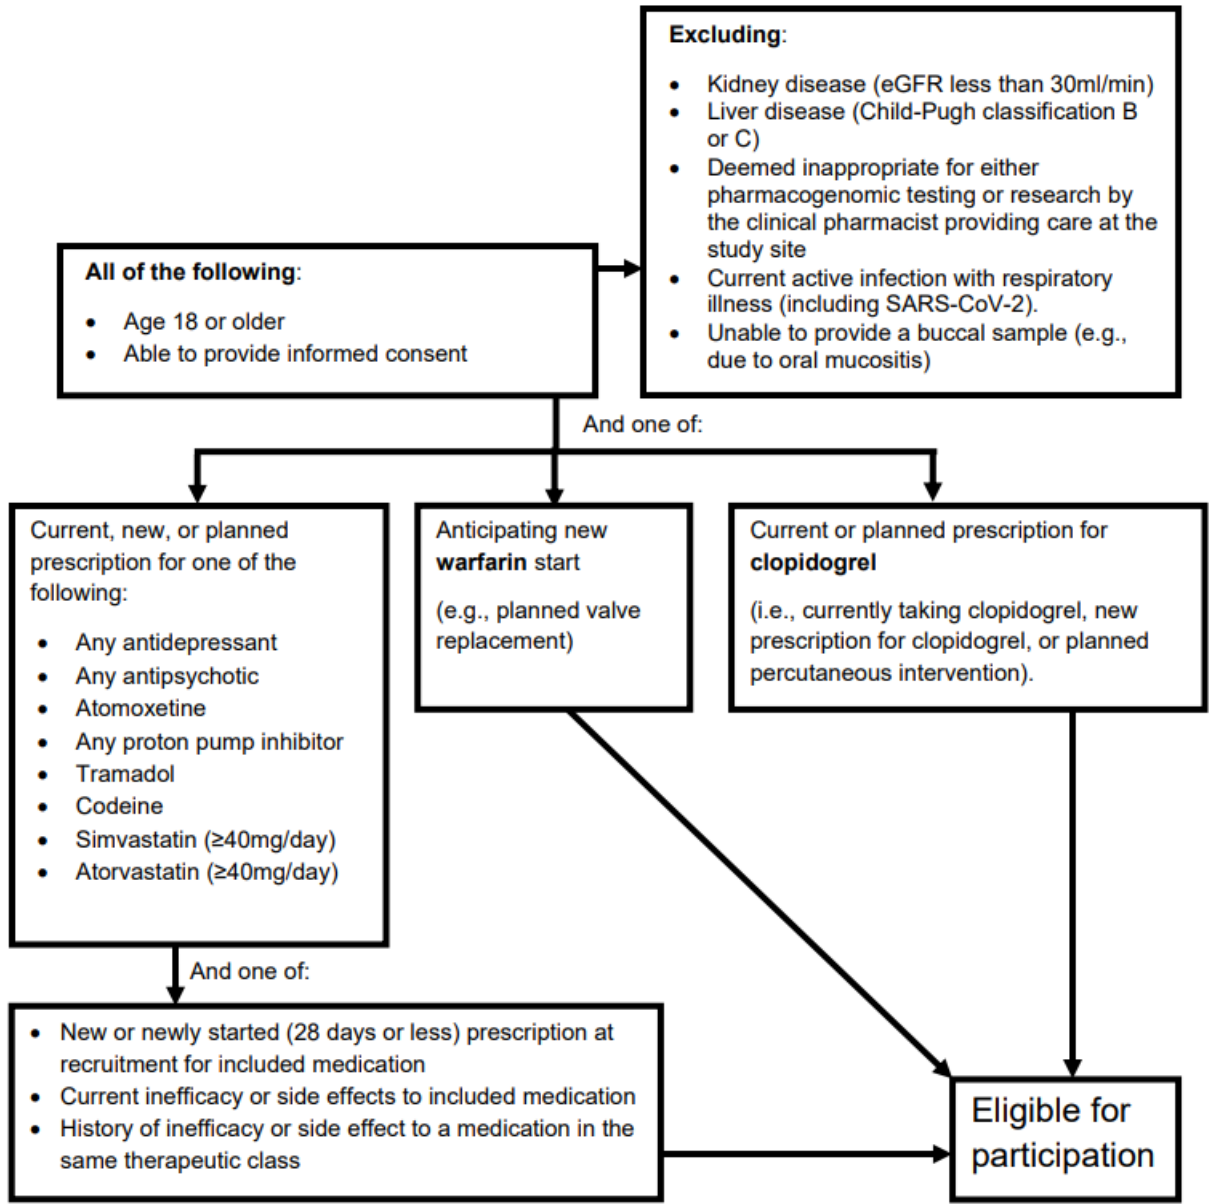 Excluding:
• Kidney disease (eGFR less than 30ml/min)
• Liver disease (Child-Pugh classification B
or C)
• Deemed inappropriate for either
pharmacogenomic testing or research by
the clinical pharmacist providing care at the
study site
• Current active infection with respiratory
illness (including SARS-CoV-2).
• Unable to provide a buccal sample (e.g.,
due to oral mucositis)
All of the following:
• Age 18 or older
• Able to provide informed consent
And one of:
Current, new, or planned
prescription for one of the
following:
• Any antidepressant
• Any antipsychotic
• Atomoxetine
• Any proton pump inhibitor
• Tramadol
• Codeine
• Simvastatin (≥40mg/day)
• Atorvastatin (≥40mg/day)
Anticipating new
warfarin start
(e.g., planned valve
replacement)
Current or planned prescription for
clopidogrel
(i.e., currently taking clopidogrel, new
prescription for clopidogrel, or planned
percutaneous intervention).
And one of:
• New or newly started (28 days or less) prescription at
recruitment for included medication
• Current inefficacy or side effects to included medication
• History of inefficacy or side effect to a medication in the
same therapeutic class
Eligible for
participation